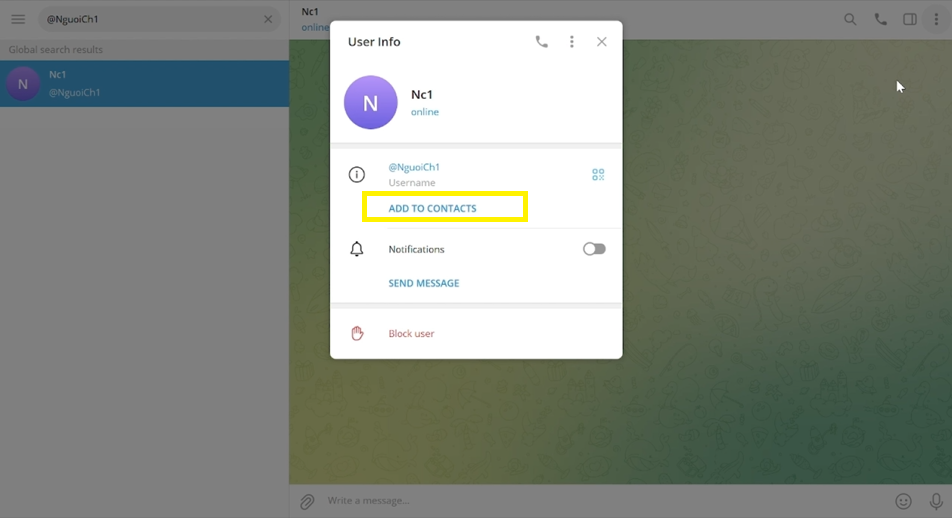 @NguoiCh1
Global search results
N
Nc1
@NguoiCh1
Nc1
online
User Info
N
Nc1
online
@NguoiCh1
Username
ADD TO CONTACTS
Notifications
SEND MESSAGE
Block user
Write a message...